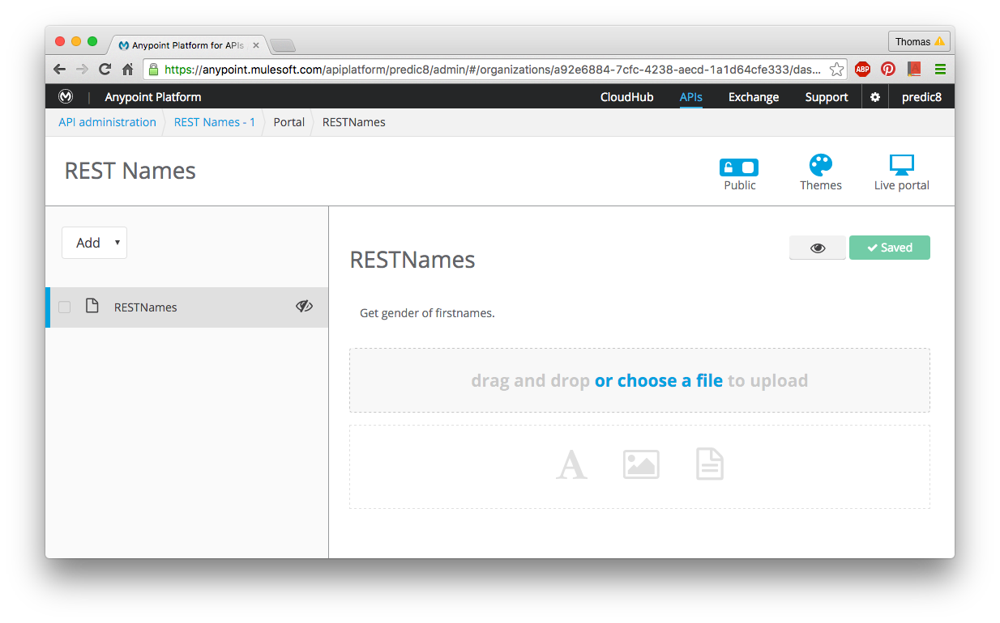 Anypoint Platform for APIs
Thomas
https://anypoint.mulesoft.com/apiplatform/predic8/admin/#/organizations/a92e6884-7cfc-4238-aecd-1a1d64cfe333/das...
ABP
Anypoint Platform
CloudHub
APIs
Exchange
Support
predic8
API administration
REST Names - 1
Portal
RESTNames
REST Names
Public
Themes
Live portal
Add
RESTNames
RESTNames
Saved
Get gender of firstnames.
drag and drop or choose a file to upload
A